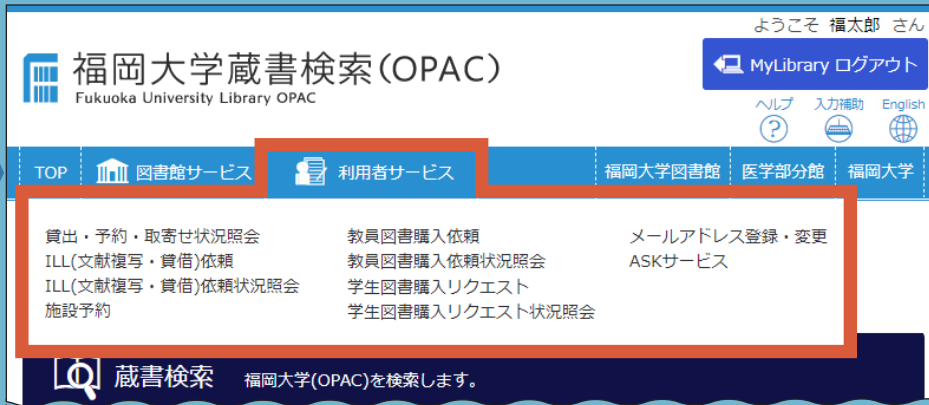 ようこそ 福太郎 さん
福岡大学蔵書検索(OPAC)
Fukuoka University Library OPAC
MyLibrary ログアウト
ヘルプ 入力補助 English
TOP 図書館サービス 利用者サービス 福岡大学図書館 医学部分館 福岡大学
貸出・予約・取寄せ状況照会 教員図書購入依頼 メールアドレス登録・変更
ILL(文献複写・貸借)依頼 教員図書購入依頼状況照会 ASKサービス
ILL(文献複写・貸借)依頼状況照会 学生図書購入リクエスト
施設予約 学生図書購入リクエスト状況照会
蔵書検索 福岡大学(OPAC)を検索します。